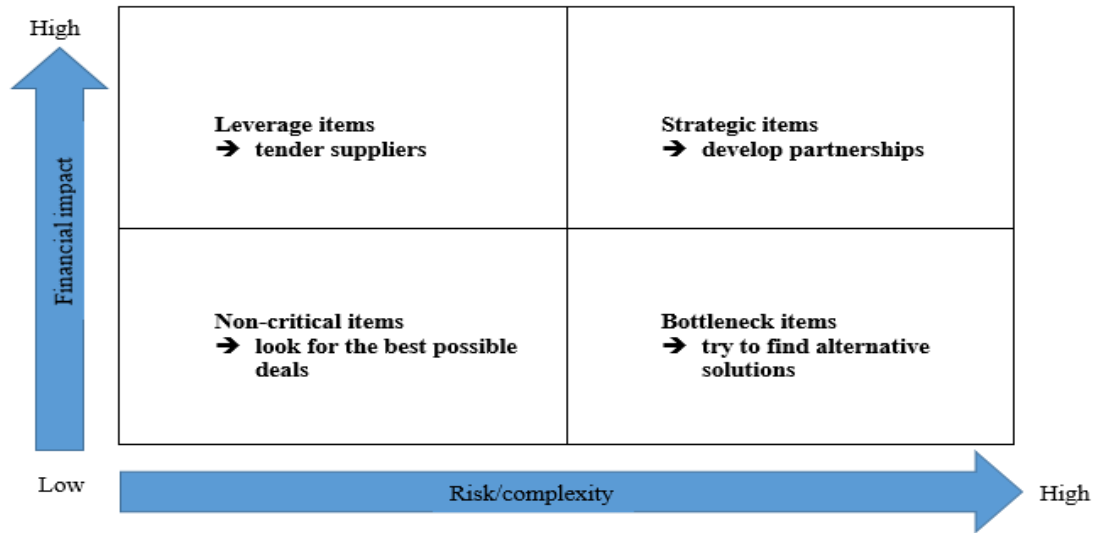 High
Leverage items
➔ tender suppliers
Strategic items
➔ develop partnerships
Financial impact
Non-critical items
➔ look for the best possible
deals
Bottleneck items
➔ try to find alternative
solutions
Low
Risk/complexity
High